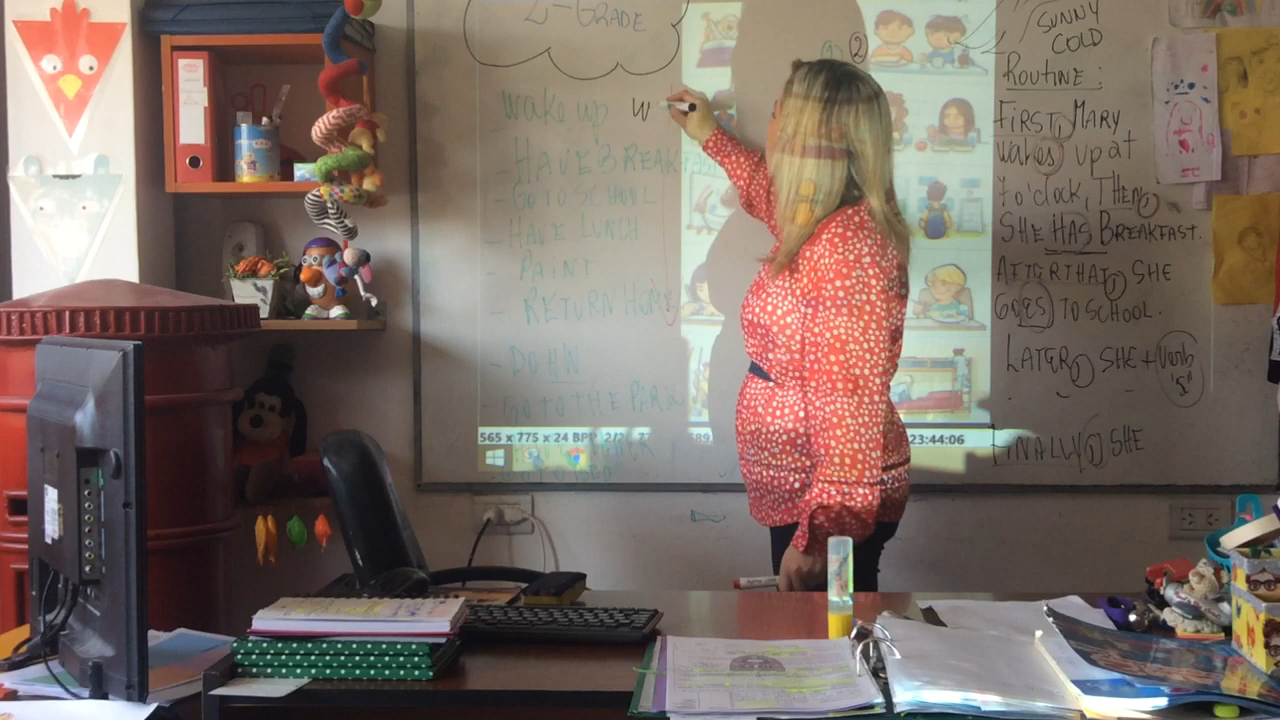 2-GRADE
wake up W
- HAVE BREAKFAST
- GO TO SCHOOL
- HAVE LUNCH
- PAINT
- RETURN HOME
- DO HW
- GO TO THE PARK
565 x 775 x 24 BPP
23:44:06
②
SUNNY
COLD
ROUTINE:
FIRST, MARY
wakes up at
7 o'clock, THEN,
SHE HAS BREAKFAST.
AFTER THAT, SHE
GOES TO SCHOOL.
LATER, SHE + Verb
"S"
FINALLY, SHE